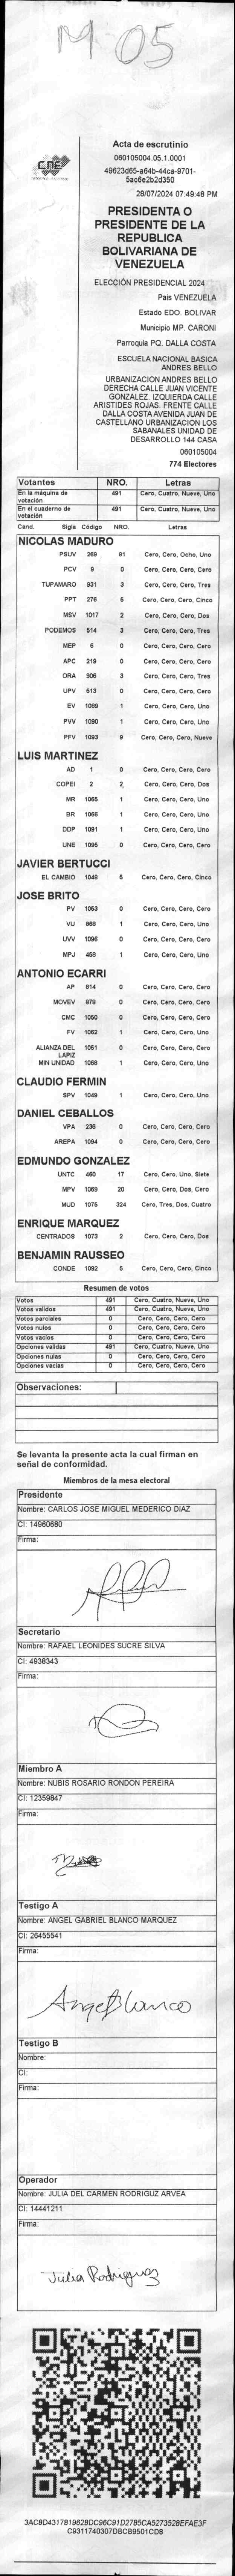 M 05
CNE
Acta de escrutinio
060105004.05.1.0001
49623d65-a64b-44ca-9701-
5ac6e2b2d350
28/07/2024 07:49:48 PM
PRESIDENTA O
PRESIDENTE DE LA
REPUBLICA
BOLIVARIANA DE
VENEZUELA
ELECCIÓN PRESIDENCIAL 2024
Pais VENEZUELA
Estado EDO. BOLIVAR
Municipio MP. CARONI
Parroquia PQ. DALLA COSTA
ESCUELA NACIONAL BASICA
ANDRES BELLO
URBANIZACION ANDRES BELLO
DERECHA CALLE JUAN VICENTE
GONZALEZ. IZQUIERDA CALLE
ARISTIDES ROJAS. FRENTE CALLE
DALLA COSTA AVENIDA JUAN DE
CASTELLANO URBANIZACION LOS
SABANALES UNIDAD DE
DESARROLLO 144 CASA
060105004
774 Electores
Votantes NRO. Letras
En la máquina de votación 491 Cero, Cuatro, Nueve, Uno
En el cuaderno de votación 491 Cero, Cuatro, Nueve, Uno
Cand. Sigla Código NRO. Letras
NICOLAS MADURO
PSUV 269 81 Cero, Cero, Ocho, Uno
PCV 9 0 Cero, Cero, Cero, Cero
TUPAMARO 931 3 Cero, Cero, Cero, Tres
PPT 276 5 Cero, Cero, Cero, Cinco
MSV 1017 2 Cero, Cero, Cero, Dos
PODEMOS 514 3 Cero, Cero, Cero, Tres
MEP 6 0 Cero, Cero, Cero, Cero
APC 219 0 Cero, Cero, Cero, Cero
ORA 906 3 Cero, Cero, Cero, Tres
UPV 513 0 Cero, Cero, Cero, Cero
EV 1089 1 Cero, Cero, Cero, Uno
PVV 1090 1 Cero, Cero, Cero, Uno
PFV 1093 9 Cero, Cero, Cero, Nueve
LUIS MARTINEZ
AD 1 0 Cero, Cero, Cero, Cero
COPEI 2 2 Cero, Cero, Cero, Dos
MR 1065 1 Cero, Cero, Cero, Uno
BR 1066 1 Cero, Cero, Cero, Uno
DDP 1091 1 Cero, Cero, Cero, Uno
UNE 1095 0 Cero, Cero, Cero, Cero
JAVIER BERTUCCI
EL CAMBIO 1048 5 Cero, Cero, Cero, Cinco
JOSE BRITO
PV 1053 0 Cero, Cero, Cero, Cero
VU 868 1 Cero, Cero, Cero, Uno
UVV 1096 0 Cero, Cero, Cero, Cero
MPJ 458 1 Cero, Cero, Cero, Uno
ANTONIO ECARRI
AP 814 0 Cero, Cero, Cero, Cero
MOVEV 978 0 Cero, Cero, Cero, Cero
CMC 1050 0 Cero, Cero, Cero, Cero
FV 1062 1 Cero, Cero, Cero, Uno
ALIANZA DEL LAPIZ 1051 0 Cero, Cero, Cero, Cero
MIN UNIDAD 1058 1 Cero, Cero, Cero, Uno
CLAUDIO FERMIN
SPV 1049 1 Cero, Cero, Cero, Uno
DANIEL CEBALLOS
VPA 236 0 Cero, Cero, Cero, Cero
AREPA 1094 0 Cero, Cero, Cero, Cero
EDMUNDO GONZALEZ
UNTC 460 17 Cero, Cero, Uno, Siete
MPV 1069 20 Cero, Cero, Dos, Cero
MUD 1075 324 Cero, Tres, Dos, Cuatro
ENRIQUE MARQUEZ
CENTRADOS 1073 2 Cero, Cero, Cero, Dos
BENJAMIN RAUSSEO
CONDE 1092 5 Cero, Cero, Cero, Cinco
Resumen de votos
Votos 491 Cero, Cuatro, Nueve, Uno
Votos validos 491 Cero, Cuatro, Nueve, Uno
Votos parciales 0 Cero, Cero, Cero, Cero
Votos nulos 0 Cero, Cero, Cero, Cero
Votos vacios 0 Cero, Cero, Cero, Cero
Opciones validas 491 Cero, Cuatro, Nueve, Uno
Opciones nulas 0 Cero, Cero, Cero, Cero
Opciones vacias 0 Cero, Cero, Cero, Cero
Observaciones:
Se levanta la presente acta la cual firman en
señal de conformidad.
Miembros de la mesa electoral
Presidente
Nombre: CARLOS JOSE MIGUEL MEDERICO DIAZ
CI: 14960680
Firma:
Secretario
Nombre: RAFAEL LEONIDES SUCRE SILVA
CI: 4938343
Firma:
Miembro A
Nombre: NUBIS ROSARIO RONDON PEREIRA
CI: 12359847
Firma:
Testigo A
Nombre: ANGEL GABRIEL BLANCO MARQUEZ
CI: 26455541
Firma:
Angel Blanco
Testigo B
Nombre:
CI:
Firma:
Operador
Nombre: JULIA DEL CARMEN RODRIGUZ ARVEA
CI: 14441211
Firma:
Julia Rodriguez
3AC8D4317819628DC96C91D2785CA5273528EFAE3F
C9311740307DBCB9501CD8